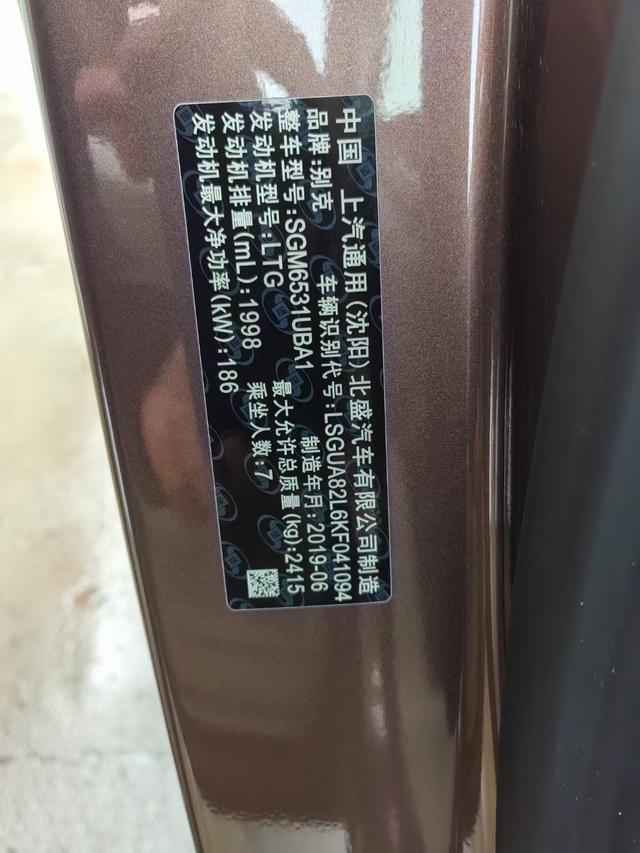 中国 上汽通用(沈阳)北盛汽车有限公司制造
品牌:别克 车辆识别代号:LSGUA82L6KF041094
整车型号:SGM6531UBA1 制造年月:2019-06
发动机型号:LTG 最大允许总质量(kg):2415
发动机排量(mL):1998 乘坐人数:7
发动机最大净功率(kW):186